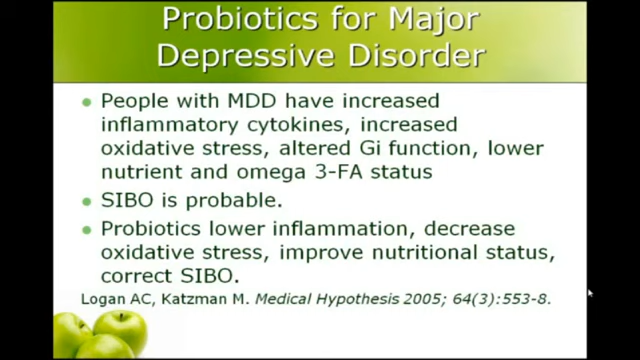 Probiotics for Major
Depressive Disorder
People with MDD have increased
inflammatory cytokines, increased
oxidative stress, altered Gi function, lower
nutrient and omega 3-FA status
SIBO is probable.
Probiotics lower inflammation, decrease
oxidative stress, improve nutritional status,
correct SIBO.
Logan AC, Katzman M. Medical Hypothesis 2005; 64(3):553-8.